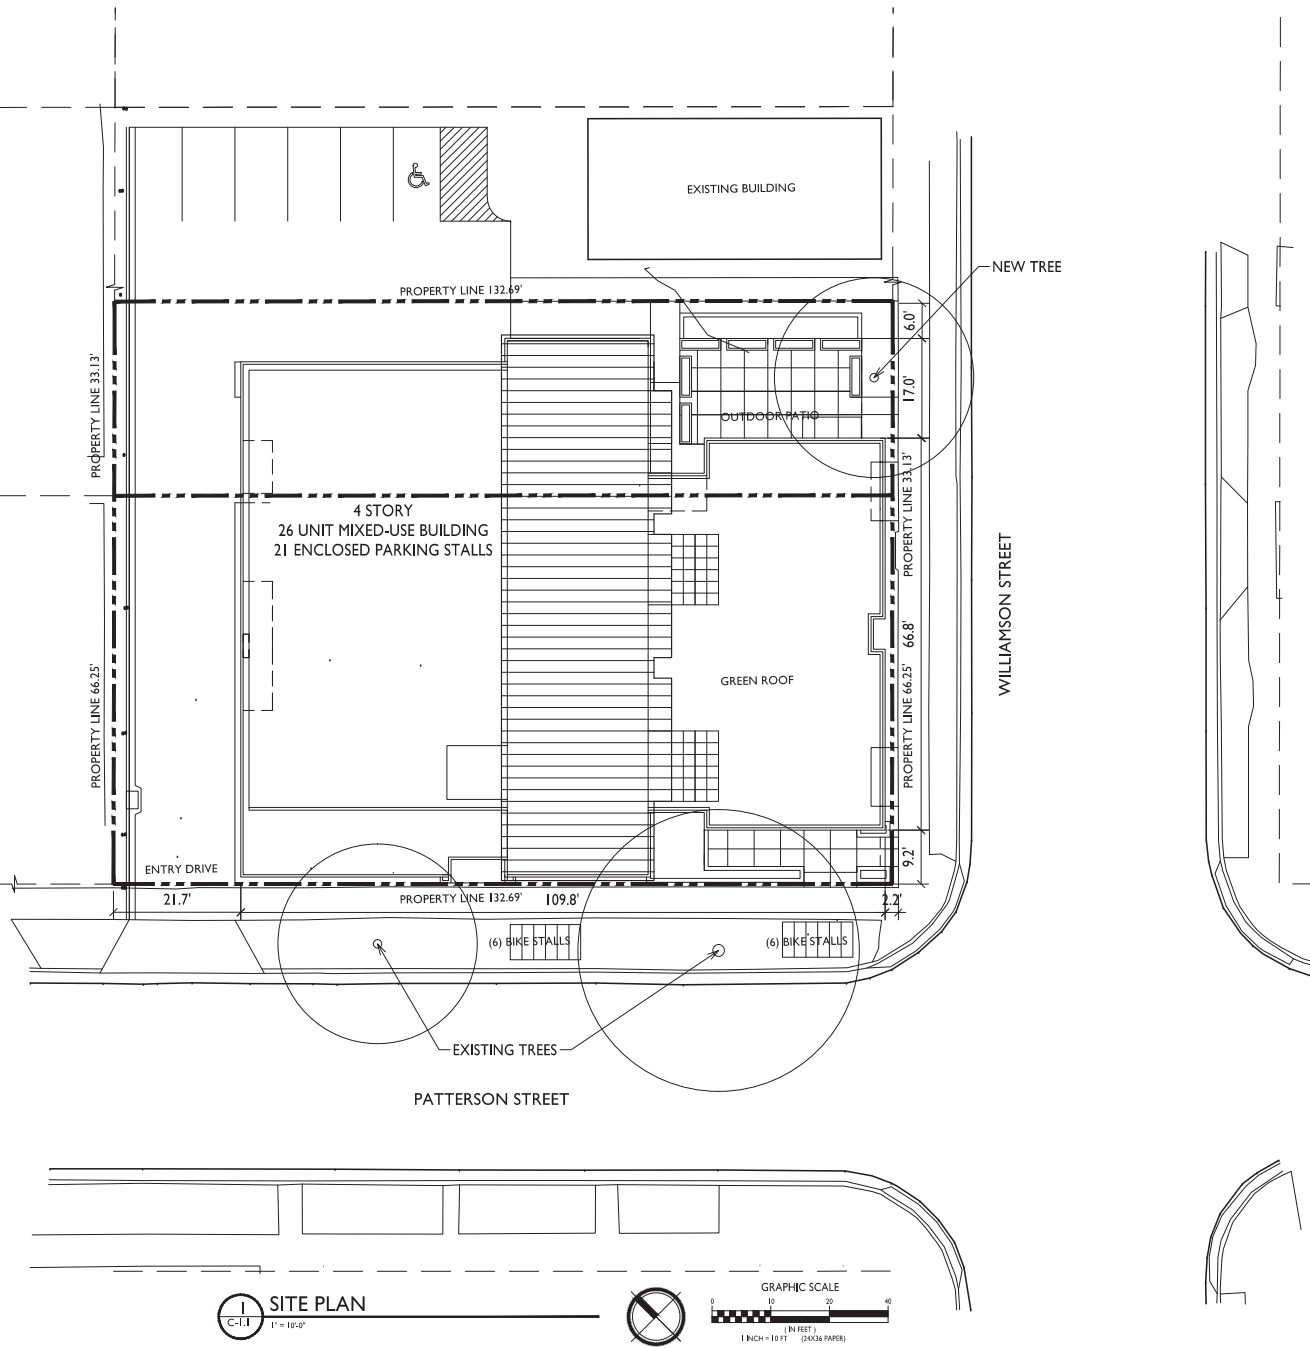 EXISTING BUILDING
NEW TREE
PROPERTY LINE 132.69'
6.0'
17.0'
PROPERTY LINE 33.13'
OUTDOOR PATIO
PROPERTY LINE 33.13'
4 STORY
26 UNIT MIXED-USE BUILDING
21 ENCLOSED PARKING STALLS
WILLIAMSON STREET
66.8'
GREEN ROOF
PROPERTY LINE 66.25'
PROPERTY LINE 66.25'
9.2'
ENTRY DRIVE
21.7'
PROPERTY LINE 132.69'
109.8'
2.2'
(6) BIKE STALLS
(6) BIKE STALLS
EXISTING TREES
PATTERSON STREET
1
C-1.1
SITE PLAN
1" = 10'-0"
GRAPHIC SCALE
0 10 20 40
( IN FEET )
1 INCH = 10 FT (24X36 PAPER)